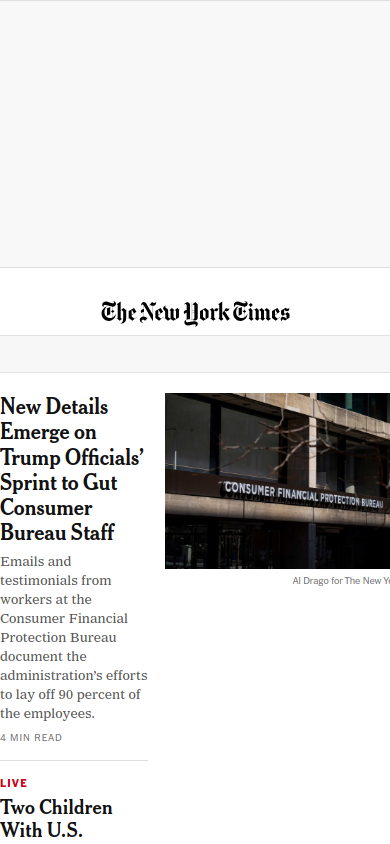 The New York Times
New Details
Emerge on
Trump Officials’
Sprint to Gut
Consumer
Bureau Staff
Emails and
testimonials from
workers at the
Consumer Financial
Protection Bureau
document the
administration’s efforts
to lay off 90 percent of
the employees.
4 MIN READ
CONSUMER FINANCIAL PROTECTION BUREAU
Al Drago for The New Yo
LIVE
Two Children
With U.S.